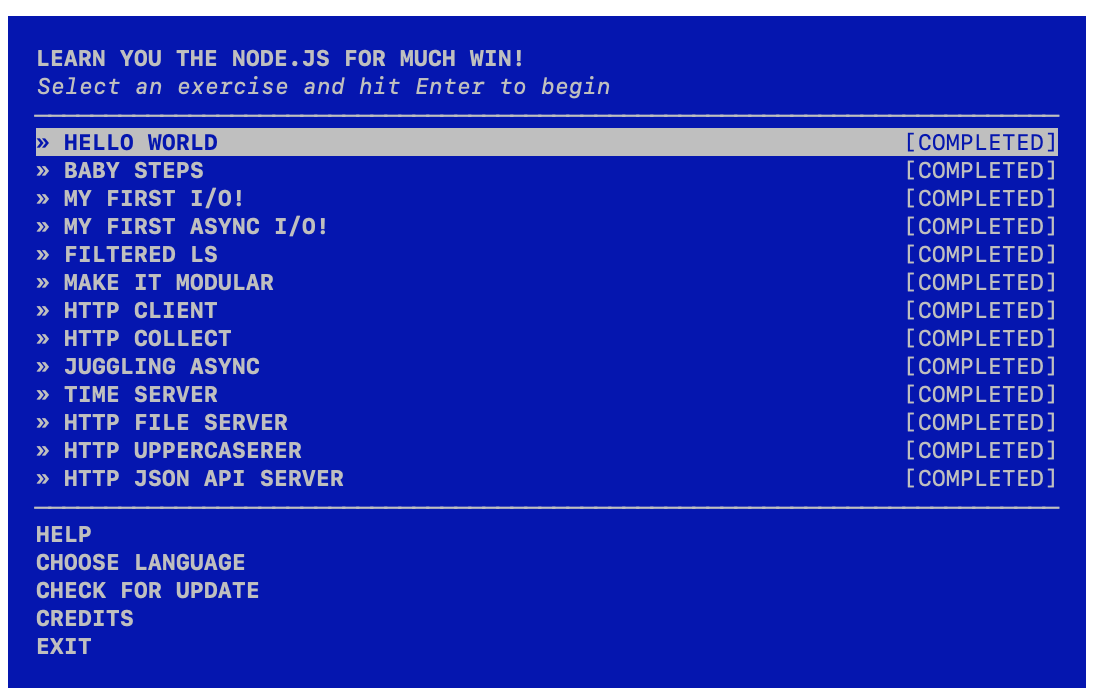 LEARN YOU THE NODE.JS FOR MUCH WIN!
Select an exercise and hit Enter to begin
» HELLO WORLD [COMPLETED]
» BABY STEPS [COMPLETED]
» MY FIRST I/O! [COMPLETED]
» MY FIRST ASYNC I/O! [COMPLETED]
» FILTERED LS [COMPLETED]
» MAKE IT MODULAR [COMPLETED]
» HTTP CLIENT [COMPLETED]
» HTTP COLLECT [COMPLETED]
» JUGGLING ASYNC [COMPLETED]
» TIME SERVER [COMPLETED]
» HTTP FILE SERVER [COMPLETED]
» HTTP UPPERCASERER [COMPLETED]
» HTTP JSON API SERVER [COMPLETED]
HELP
CHOOSE LANGUAGE
CHECK FOR UPDATE
CREDITS
EXIT